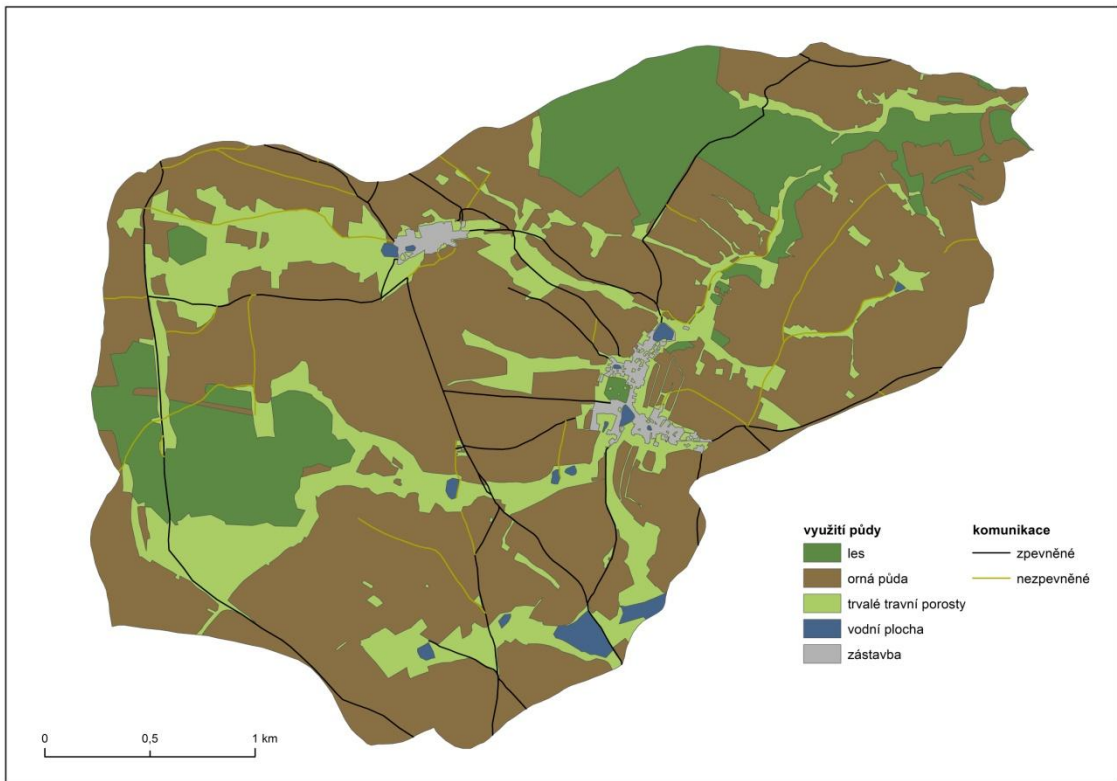 využití půdy
les
orná půda
trvalé travní porosty
vodní plocha
zástavba
komunikace
zpevněné
nezpevněné
0 0,5 1 km